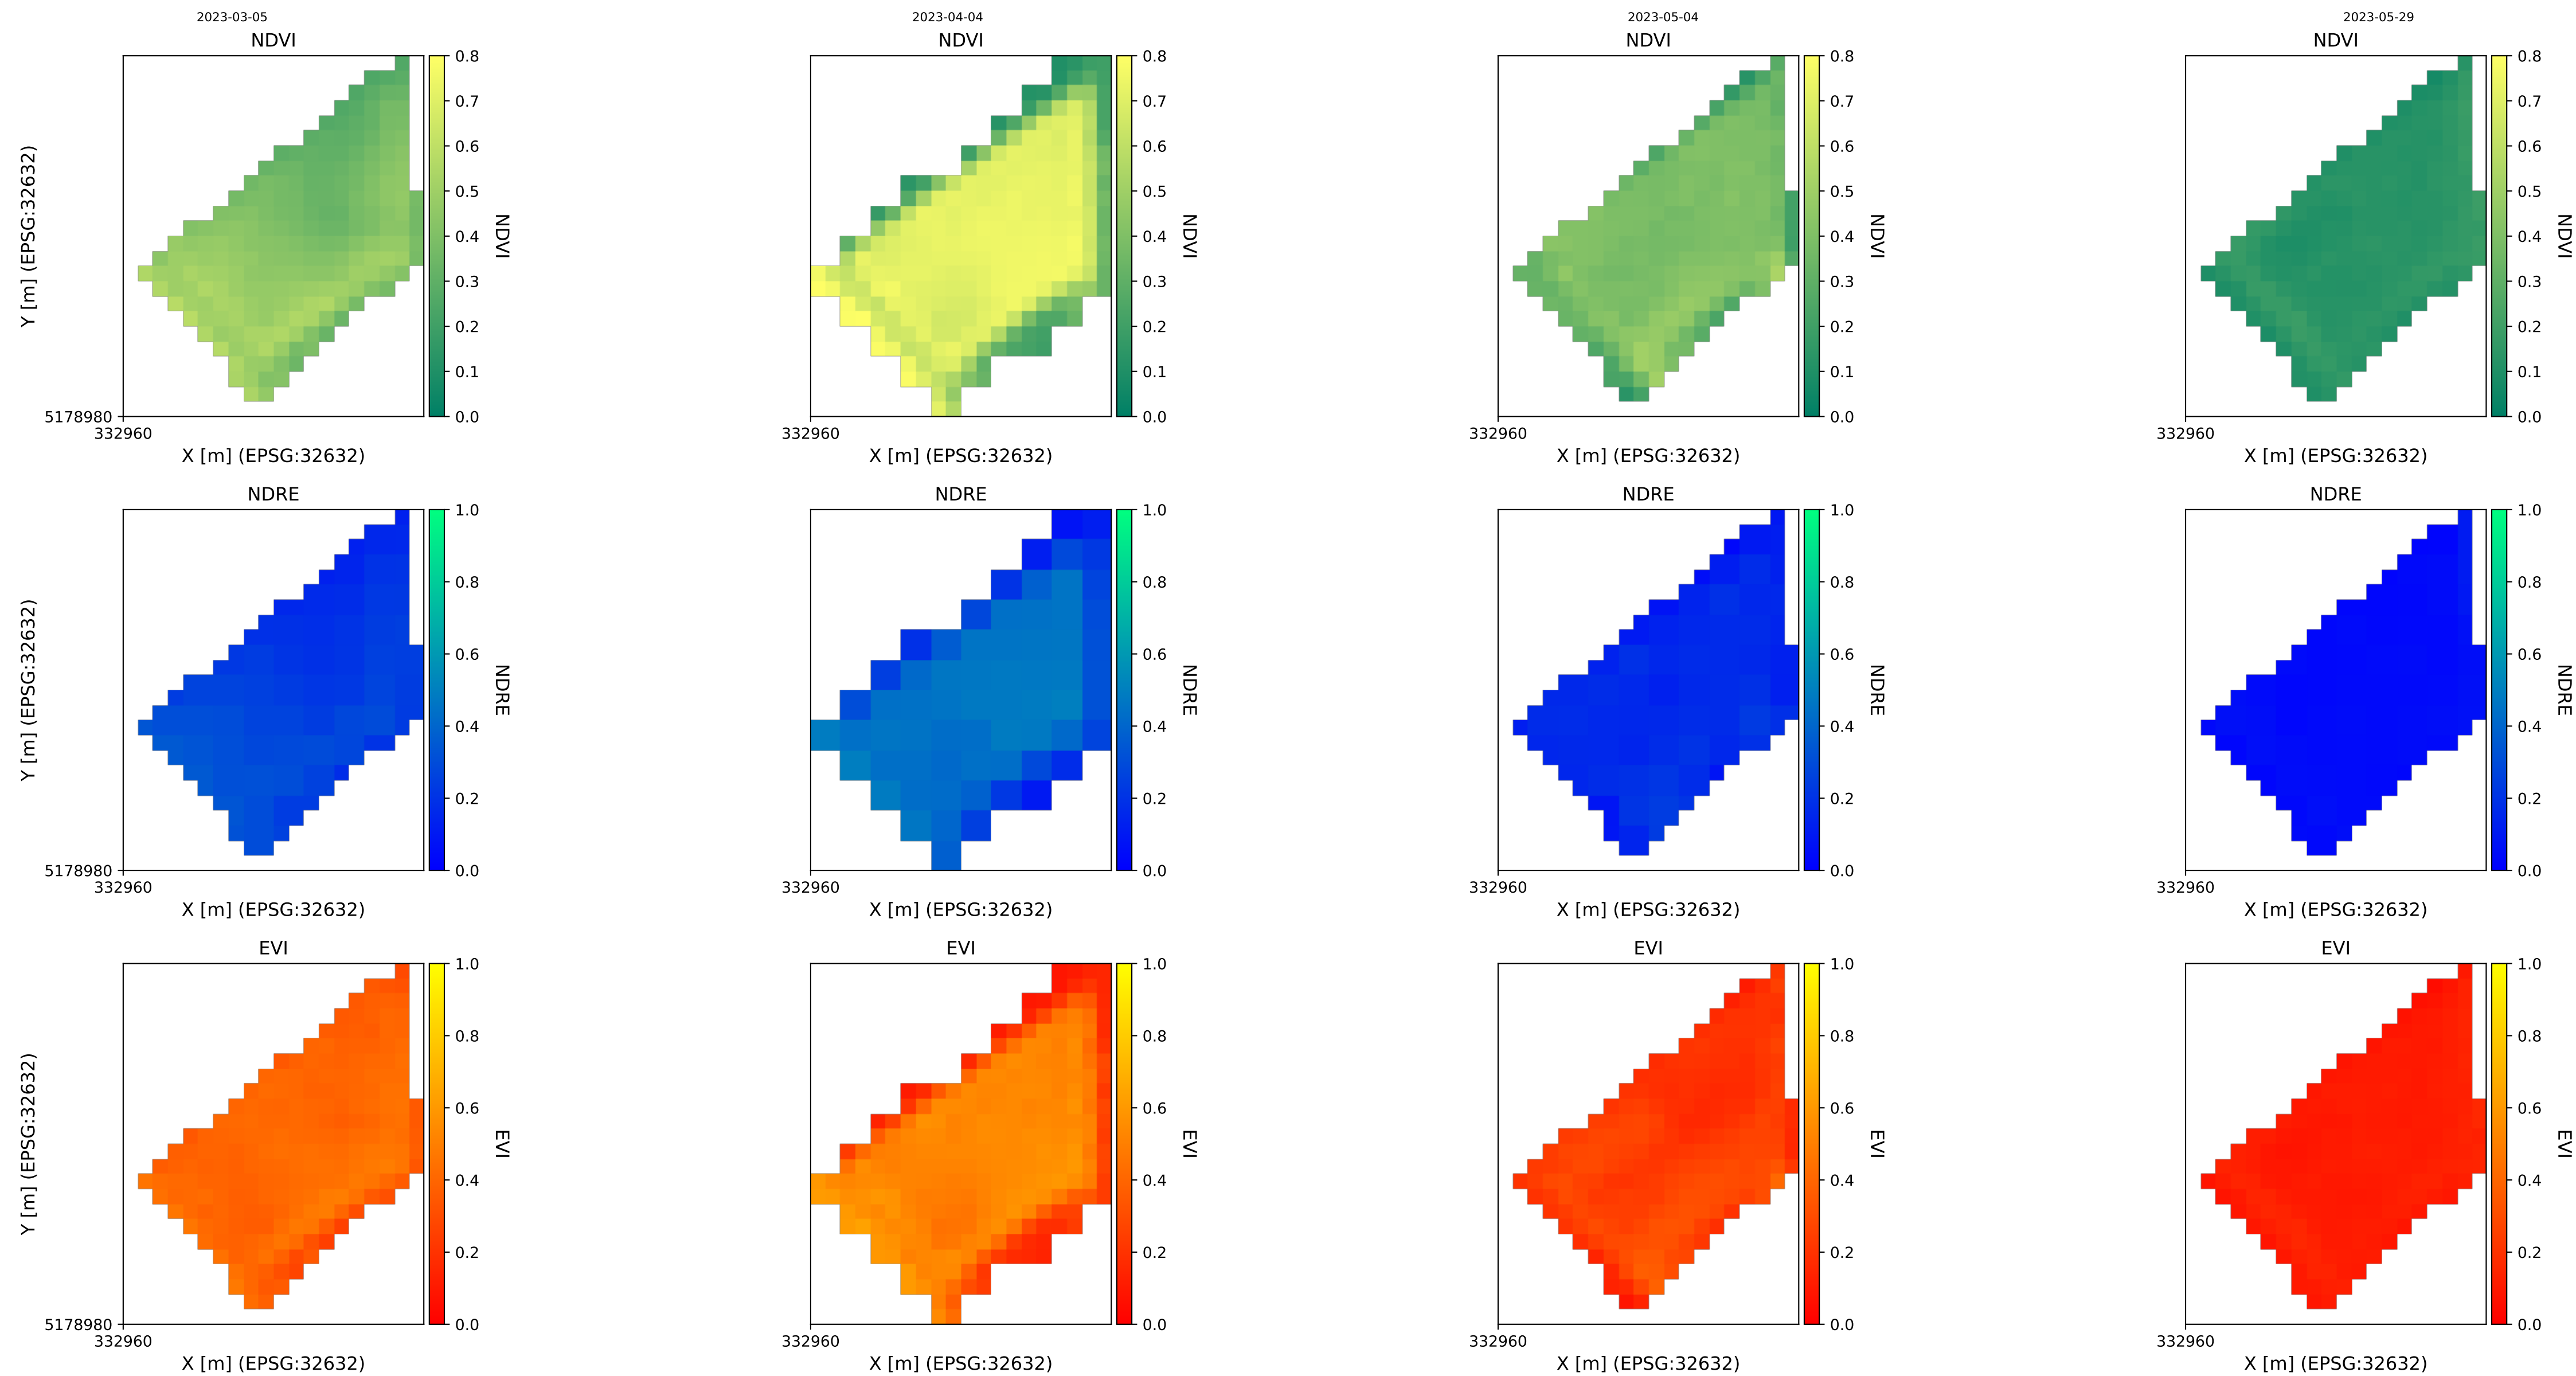 2023-03-05 2023-04-04 2023-05-04 2023-05-29
NDVI NDVI NDVI NDVI
0.8 0.8 0.8 0.8
0.7 0.7 0.7 0.7
0.6 0.6 0.6 0.6
0.5 0.5 0.5 0.5
0.4 0.4 0.4 0.4
0.3 0.3 0.3 0.3
0.2 0.2 0.2 0.2
0.1 0.1 0.1 0.1
0.0 0.0 0.0 0.0
NDVI NDVI NDVI NDVI
Y [m] (EPSG:32632)
5178980
332960 332960 332960 332960
X [m] (EPSG:32632) X [m] (EPSG:32632) X [m] (EPSG:32632) X [m] (EPSG:32632)
NDRE NDRE NDRE NDRE
1.0 1.0 1.0 1.0
0.8 0.8 0.8 0.8
0.6 0.6 0.6 0.6
0.4 0.4 0.4 0.4
0.2 0.2 0.2 0.2
0.0 0.0 0.0 0.0
NDRE NDRE NDRE NDRE
Y [m] (EPSG:32632)
5178980
332960 332960 332960 332960
X [m] (EPSG:32632) X [m] (EPSG:32632) X [m] (EPSG:32632) X [m] (EPSG:32632)
EVI EVI EVI EVI
1.0 1.0 1.0 1.0
0.8 0.8 0.8 0.8
0.6 0.6 0.6 0.6
0.4 0.4 0.4 0.4
0.2 0.2 0.2 0.2
0.0 0.0 0.0 0.0
EVI EVI EVI EVI
Y [m] (EPSG:32632)
5178980
332960 332960 332960 332960
X [m] (EPSG:32632) X [m] (EPSG:32632) X [m] (EPSG:32632) X [m] (EPSG:32632)